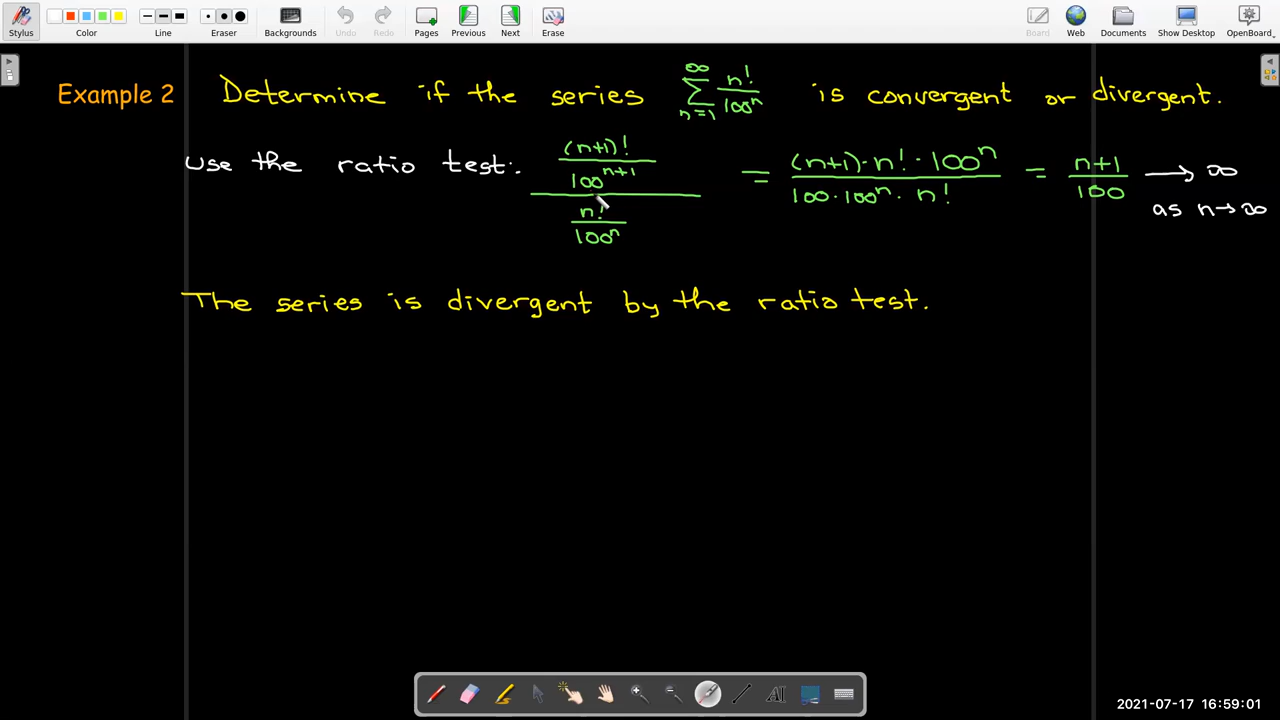 Stylus Color Line Eraser Backgrounds Undo Redo Pages Previous Next Erase Board Web Documents Show Desktop OpenBoard
Example 2 Determine if the series ∑_{n=1}^{∞} n!/100^n is convergent or divergent.
Use the ratio test: ((n+1)!/100^{n+1})/(n!/100^n) = ((n+1)·n!·100^n)/(100·100^n·n!) = (n+1)/100 → ∞
as n→∞
The series is divergent by the ratio test.
AI
2021-07-17 16:59:01